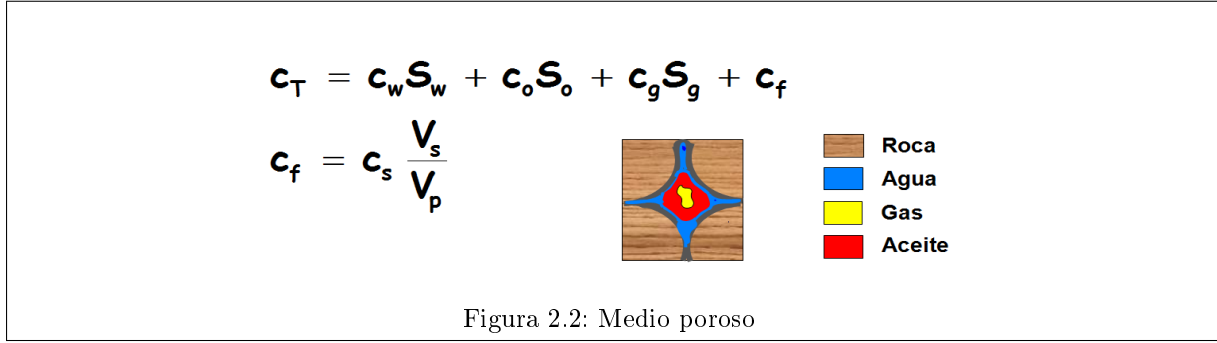 c_T = c_w S_w + c_o S_o + c_g S_g + c_f
c_f = c_s V_s / V_p
Roca
Agua
Gas
Aceite
Figura 2.2: Medio poroso